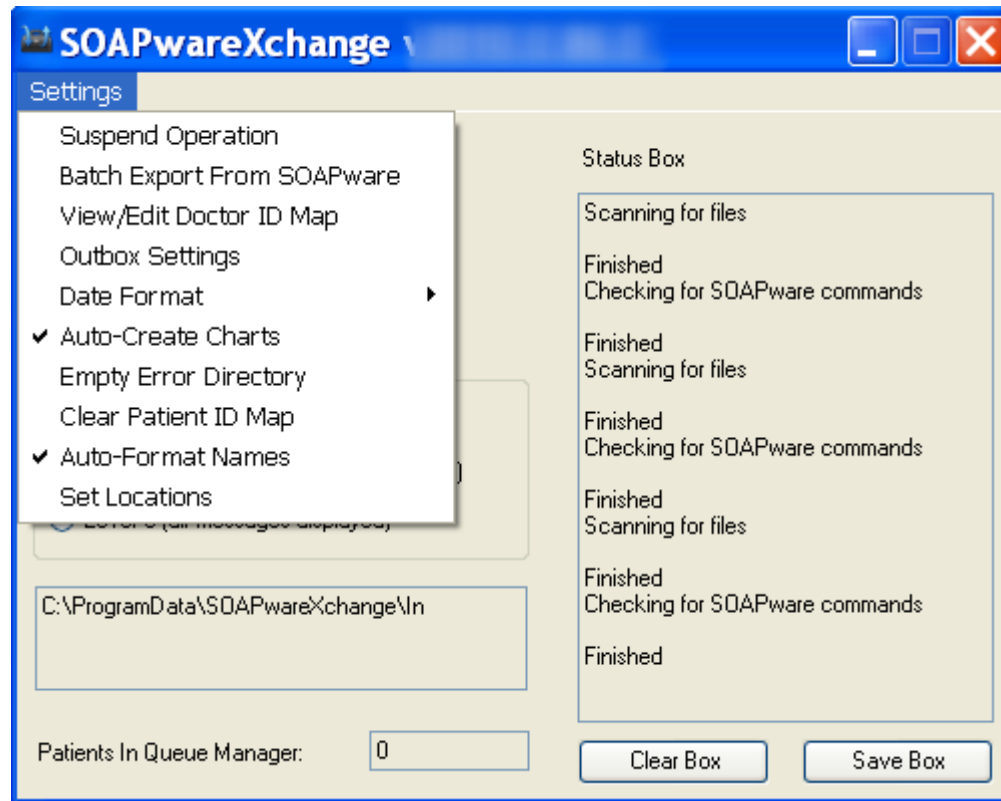 SOAPwareXchange
Settings
Suspend Operation
Batch Export From SOAPware
View/Edit Doctor ID Map
Outbox Settings
Date Format
Auto-Create Charts
Empty Error Directory
Clear Patient ID Map
Auto-Format Names
Set Locations
C:\ProgramData\SOAPwareXchange\In
Patients In Queue Manager:
0
Status Box
Scanning for files
Finished
Checking for SOAPware commands
Finished
Scanning for files
Finished
Checking for SOAPware commands
Finished
Scanning for files
Finished
Checking for SOAPware commands
Finished
Clear Box
Save Box